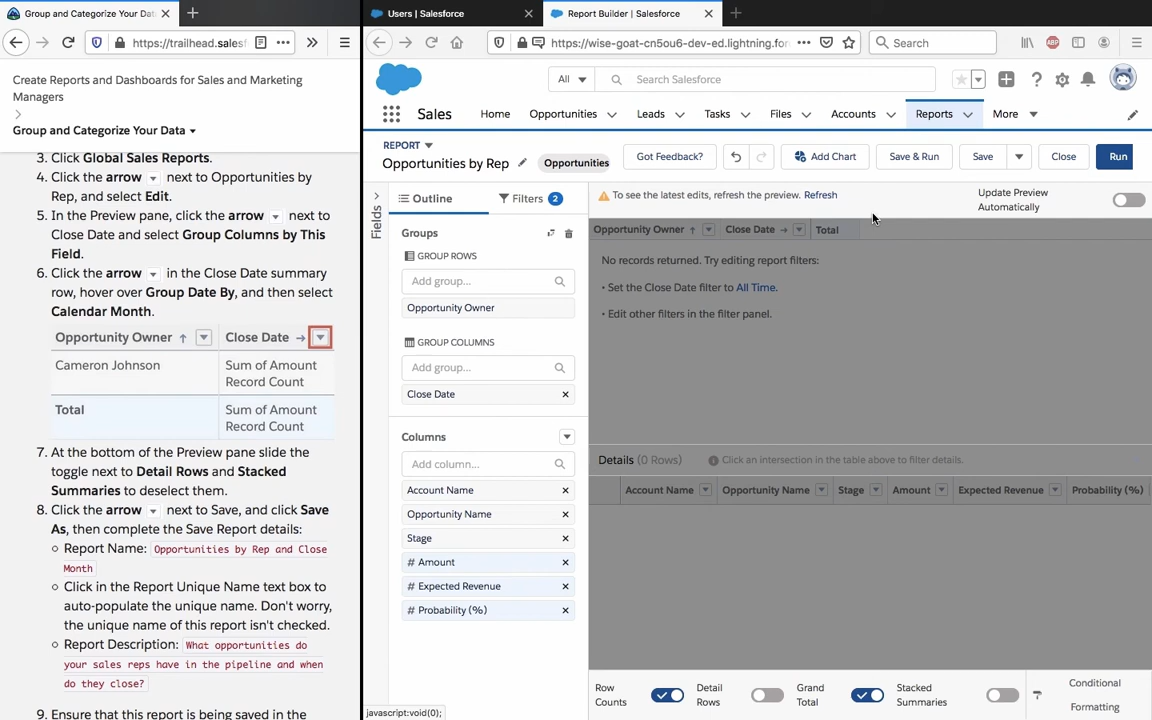 Group and Categorize Your Dat
https://trailhead.salesf
Create Reports and Dashboards for Sales and Marketing
Managers
Group and Categorize Your Data
3. Click Global Sales Reports.
4. Click the arrow next to Opportunities by
Rep, and select Edit.
5. In the Preview pane, click the arrow next to
Close Date and select Group Columns by This
Field.
6. Click the arrow in the Close Date summary
row, hover over Group Date By, and then select
Calendar Month.
Opportunity Owner Close Date
Cameron Johnson Sum of Amount
Record Count
Total Sum of Amount
Record Count
7. At the bottom of the Preview pane slide the
toggle next to Detail Rows and Stacked
Summaries to deselect them.
8. Click the arrow next to Save, and click Save
As, then complete the Save Report details:
Report Name: Opportunities by Rep and Close
Month
Click in the Report Unique Name text box to
auto-populate the unique name. Don't worry,
the unique name of this report isn't checked.
Report Description: What opportunities do
your sales reps have in the pipeline and when
do they close?
9. Ensure that this report is being saved in the
Users | Salesforce
Report Builder | Salesforce
https://wise-goat-cn5ou6-dev-ed.lightning.for
Search
ABP
All
Search Salesforce
Sales Home Opportunities Leads Tasks Files Accounts Reports More
REPORT
Opportunities by Rep Opportunities
Got Feedback? Add Chart Save & Run Save Close Run
Fields
Outline
Filters 2
To see the latest edits, refresh the preview. Refresh
Update Preview
Automatically
Groups
GROUP ROWS
Add group...
Opportunity Owner
GROUP COLUMNS
Add group...
Close Date
Columns
Add column...
Account Name
Opportunity Name
Stage
# Amount
# Expected Revenue
# Probability (%)
Opportunity Owner Close Date Total
No records returned. Try editing report filters:
• Set the Close Date filter to All Time.
• Edit other filters in the filter panel.
Details (0 Rows) Click an intersection in the table above to filter details.
Account Name Opportunity Name Stage Amount Expected Revenue Probability (%)
Row
Counts
Detail
Rows
Grand
Total
Stacked
Summaries
Conditional
Formatting
javascript:void(0);